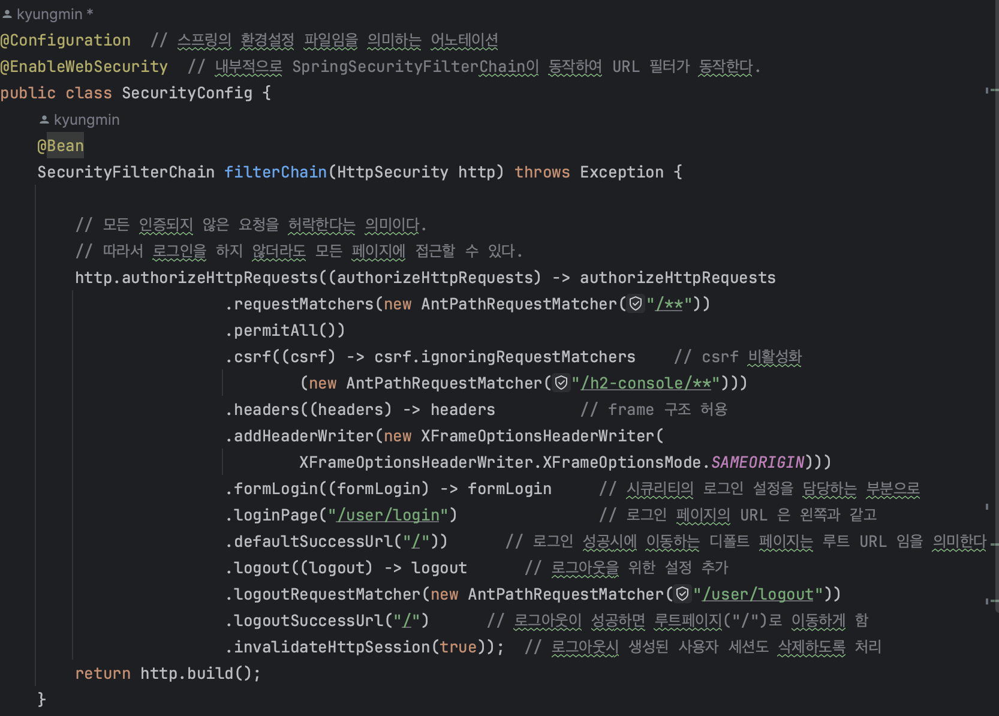 kyungmin *
@Configuration  // 스프링의 환경설정 파일임을 의미하는 어노테이션
@EnableWebSecurity  // 내부적으로 SpringSecurityFilterChain이 동작하여 URL 필터가 동작한다.
public class SecurityConfig {
    kyungmin
    @Bean
    SecurityFilterChain filterChain(HttpSecurity http) throws Exception {
        // 모든 인증되지 않은 요청을 허락한다는 의미이다.
        // 따라서 로그인을 하지 않더라도 모든 페이지에 접근할 수 있다.
        http.authorizeHttpRequests((authorizeHttpRequests) -> authorizeHttpRequests
                        .requestMatchers(new AntPathRequestMatcher("/**"))
                        .permitAll())
                        .csrf((csrf) -> csrf.ignoringRequestMatchers    // csrf 비활성화
                                (new AntPathRequestMatcher("/h2-console/**")))
                        .headers((headers) -> headers         // frame 구조 허용
                        .addHeaderWriter(new XFrameOptionsHeaderWriter(
                                XFrameOptionsHeaderWriter.XFrameOptionsMode.SAMEORIGIN)))
                        .formLogin((formLogin) -> formLogin     // 시큐리티의 로그인 설정을 담당하는 부분으로
                        .loginPage("/user/login")               // 로그인 페이지의 URL 은 왼쪽과 같고
                        .defaultSuccessUrl("/"))      // 로그인 성공시에 이동하는 디폴트 페이지는 루트 URL 임을 의미한다
                        .logout((logout) -> logout      // 로그아웃을 위한 설정 추가
                        .logoutRequestMatcher(new AntPathRequestMatcher("/user/logout"))
                        .logoutSuccessUrl("/")      // 로그아웃이 성공하면 루트페이지("/")로 이동하게 함
                        .invalidateHttpSession(true));  // 로그아웃시 생성된 사용자 세션도 삭제하도록 처리
        return http.build();
    }